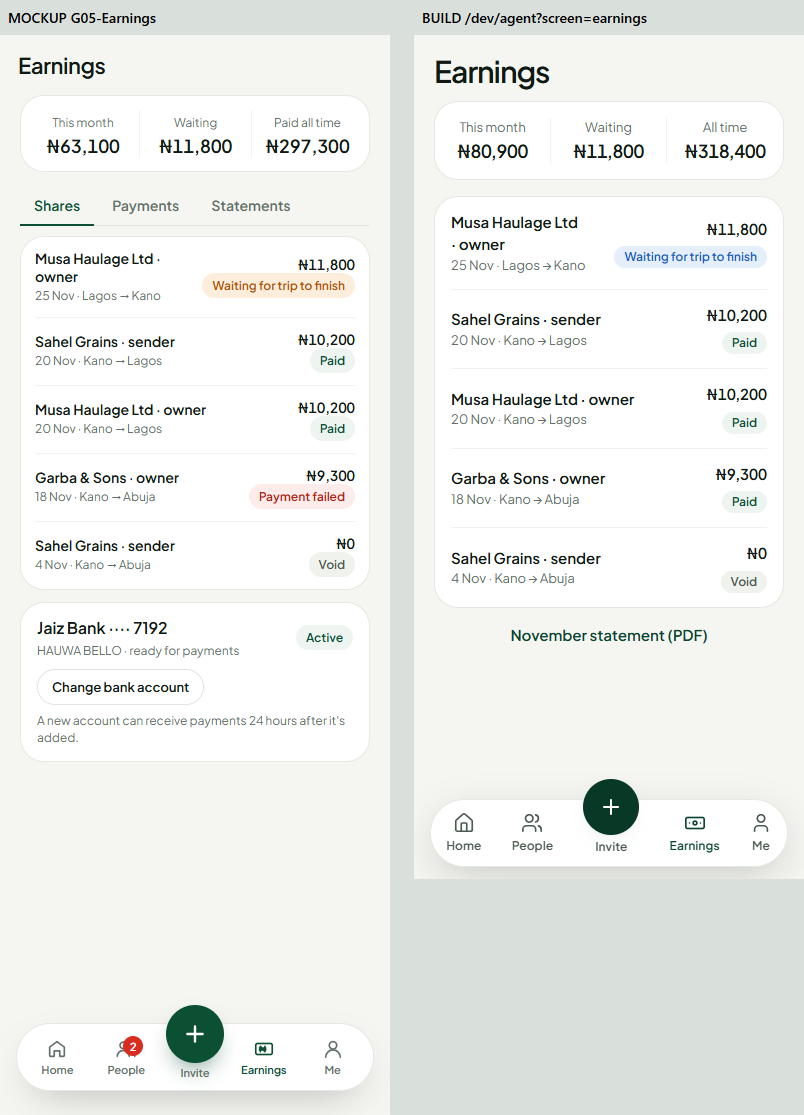 MOCKUP G05-Earnings
Earnings
This month
Waiting
Paid all time
₦63,100
₦11,800
₦297,300
Shares
Payments
Statements
Musa Haulage Ltd ·
owner
25 Nov · Lagos → Kano
₦11,800
Waiting for trip to finish
Sahel Grains · sender
20 Nov · Kano → Lagos
₦10,200
Paid
Musa Haulage Ltd · owner
20 Nov · Kano → Lagos
₦10,200
Paid
Garba & Sons · owner
18 Nov · Kano → Abuja
₦9,300
Payment failed
Sahel Grains · sender
4 Nov · Kano → Abuja
₦0
Void
Jaiz Bank ···· 7192
HAUWA BELLO · ready for payments
Active
Change bank account
A new account can receive payments 24 hours after it's
added.
Home
2
People
Invite
Earnings
Me
BUILD /dev/agent?screen=earnings
Earnings
This month
Waiting
All time
₦80,900
₦11,800
₦318,400
Musa Haulage Ltd
· owner
25 Nov · Lagos → Kano
₦11,800
Waiting for trip to finish
Sahel Grains · sender
20 Nov · Kano → Lagos
₦10,200
Paid
Musa Haulage Ltd · owner
20 Nov · Kano → Lagos
₦10,200
Paid
Garba & Sons · owner
18 Nov · Kano → Abuja
₦9,300
Paid
Sahel Grains · sender
4 Nov · Kano → Abuja
₦0
Void
November statement (PDF)
Home
People
Invite
Earnings
Me